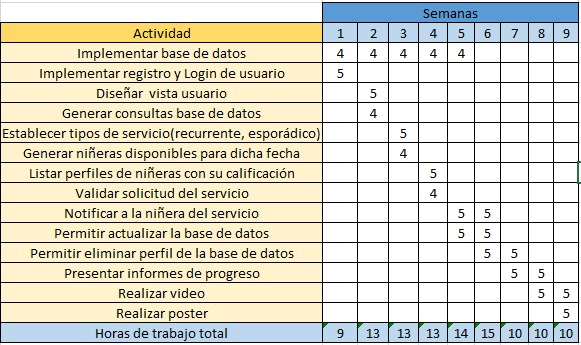 Semanas
Actividad 1 2 3 4 5 6 7 8 9
Implementar base de datos 4 4 4 4 4
Implementar registro y Login de usuario 5
Diseñar vista usuario 5
Generar consultas base de datos 4
Establecer tipos de servicio(recurrente, esporádico) 5
Generar niñeras disponibles para dicha fecha 4
Listar perfiles de niñeras con su calificación 5
Validar solicitud del servicio 4
Notificar a la niñera del servicio 5 5
Permitir actualizar la base de datos 5 5
Permitir eliminar perfil de la base de datos 5 5
Presentar informes de progreso 5 5
Realizar video 5 5
Realizar poster 5
Horas de trabajo total 9 13 13 13 14 15 10 10 10